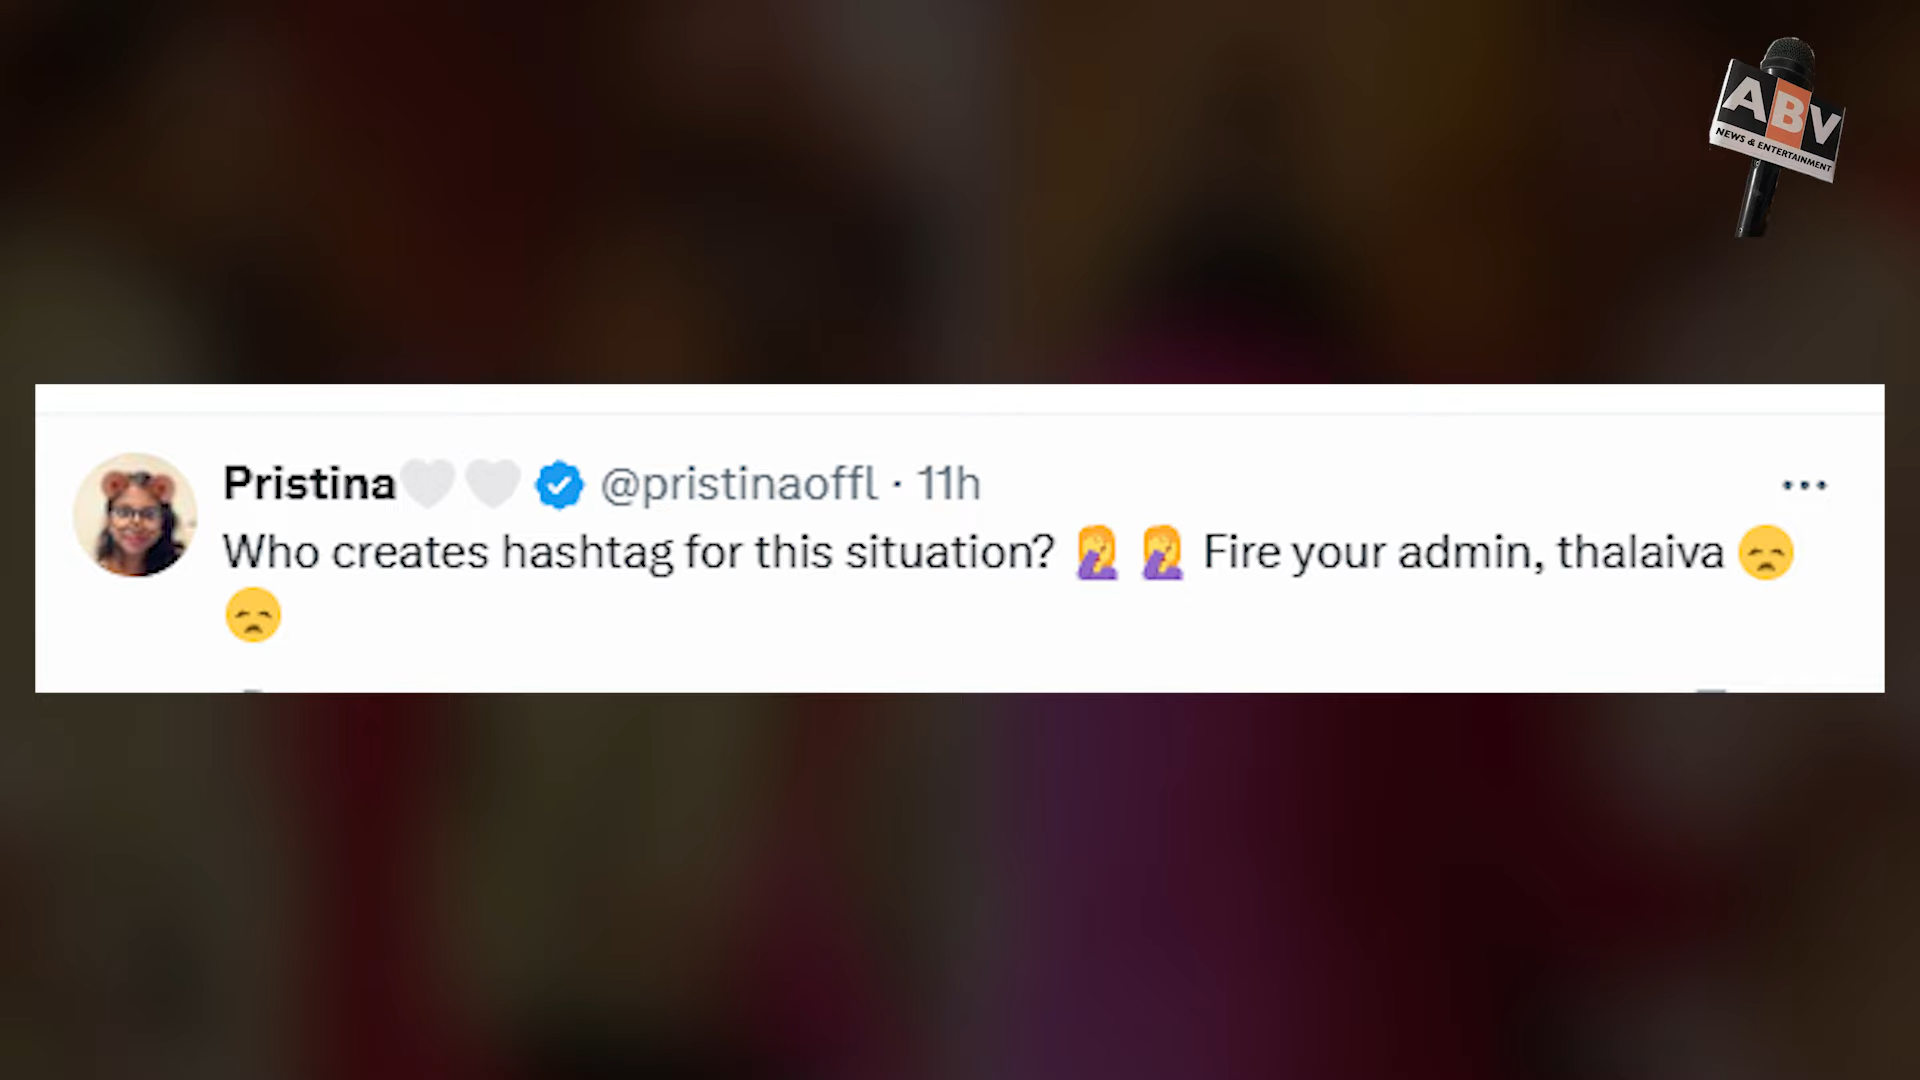 ABV
NEWS & ENTERTAINMENT
Pristina🤍🤍 @pristinaoffl · 11h
Who creates hashtag for this situation? 🤦‍♀️ 🤦‍♀️ Fire your admin, thalaiva 😞
😞